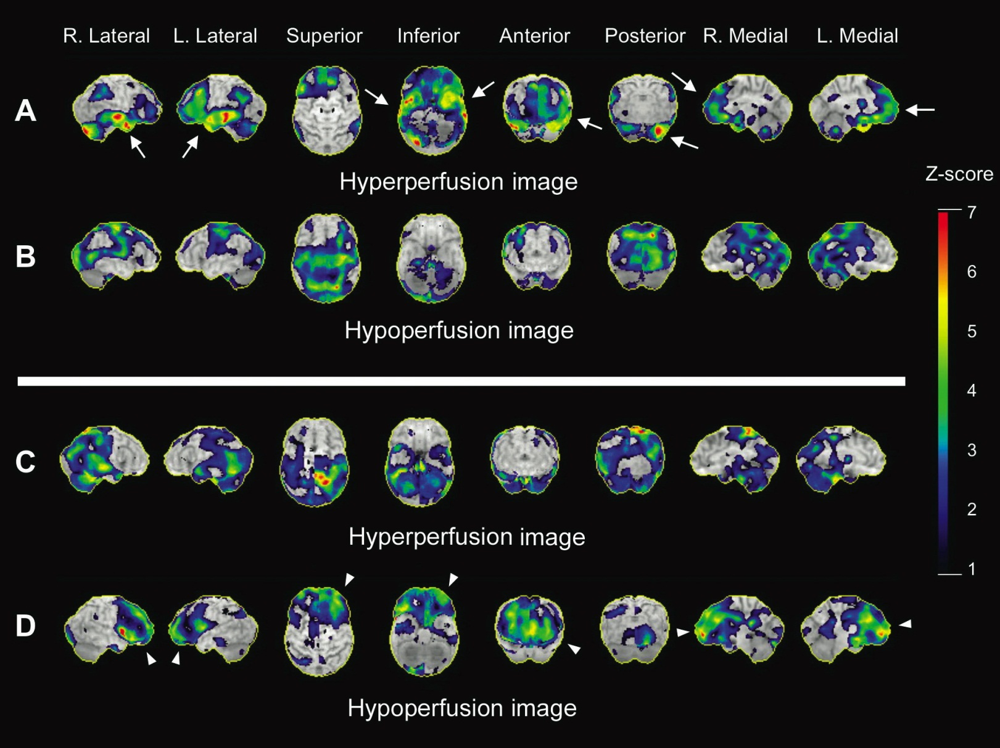 R. Lateral L. Lateral Superior Inferior Anterior Posterior R. Medial L. Medial
A
Hyperperfusion image
Z-score
7
B
6
Hypoperfusion image
5
4
3
C
2
Hyperperfusion image
1
D
Hypoperfusion image